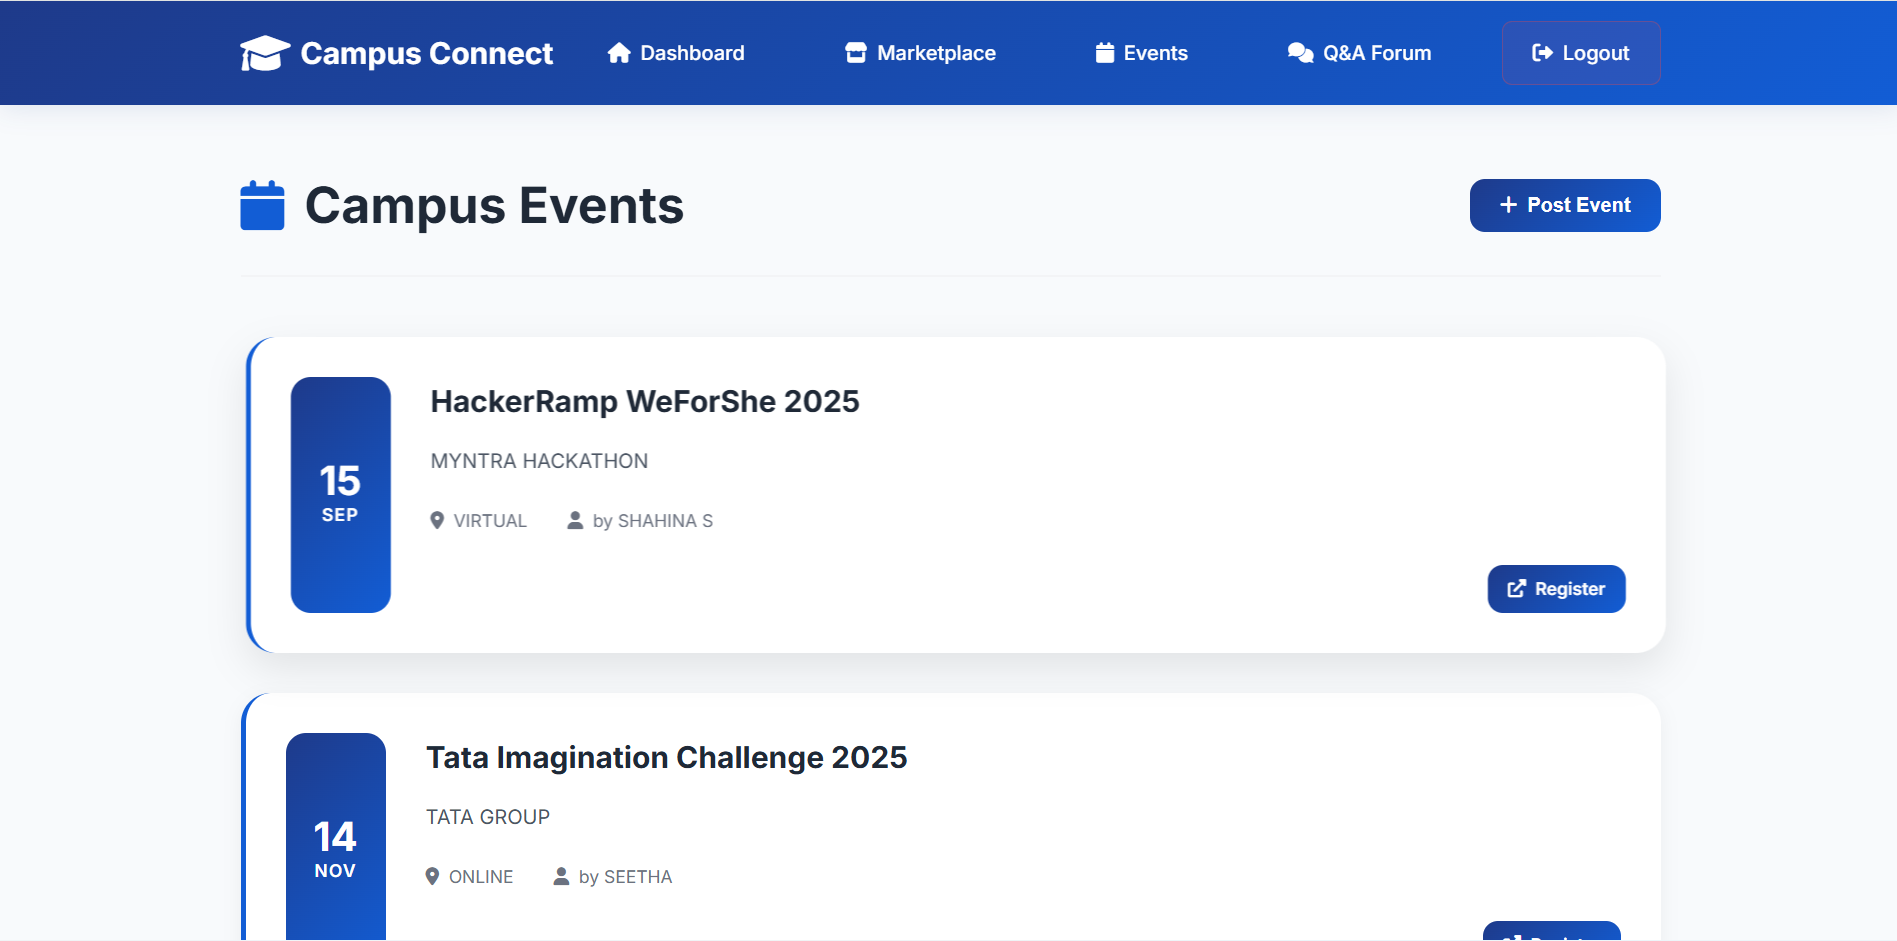 Campus Connect
Dashboard
Marketplace
Events
Q&A Forum
Logout
Campus Events
Post Event
15
SEP
HackerRamp WeForShe 2025
MYNTRA HACKATHON
VIRTUAL
by SHAHINA S
Register
14
NOV
Tata Imagination Challenge 2025
TATA GROUP
ONLINE
by SEETHA